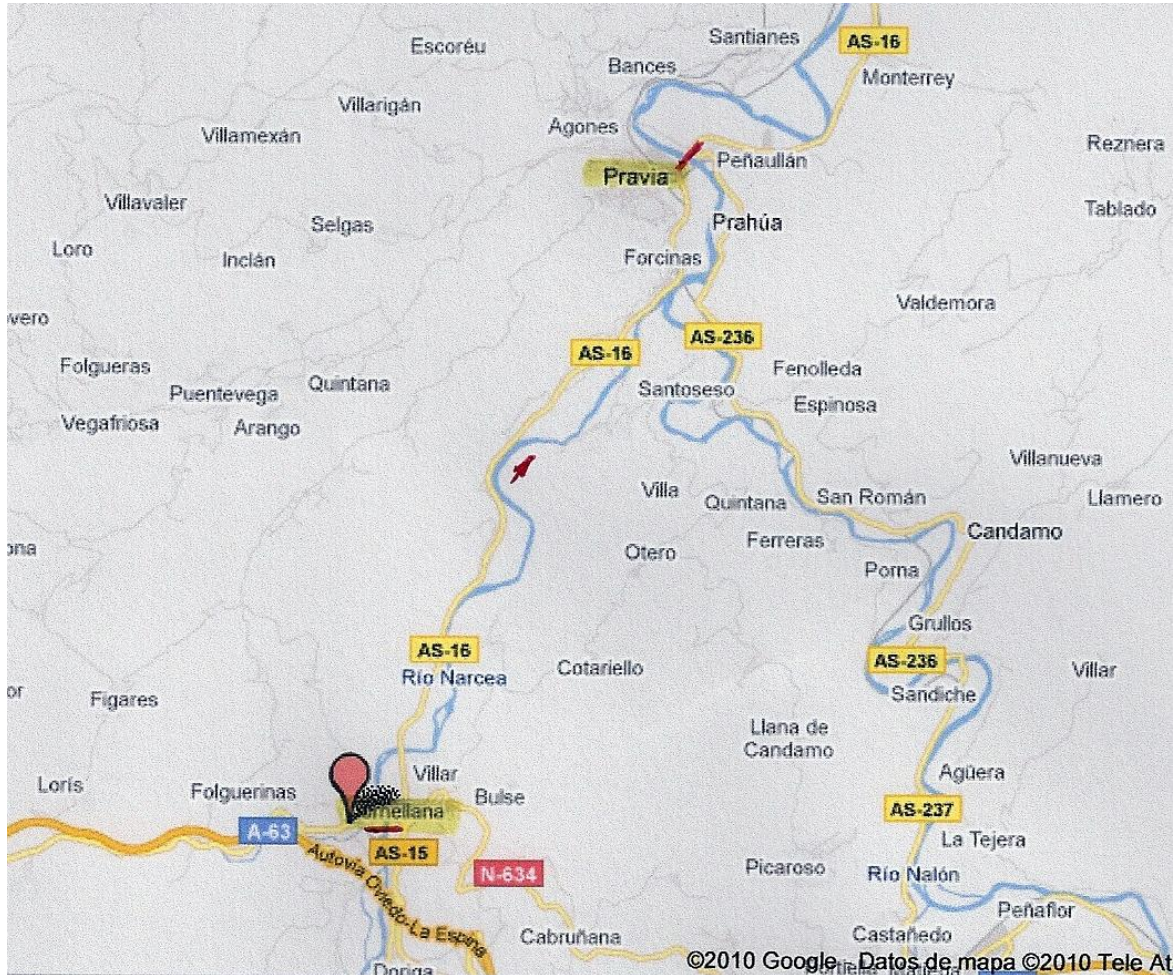 Santianes
AS-16
Escoréu
Bances
Monterrey
Villarigán
Agones
Villamexán
Reznera
Peñaullán
Pravia
Villavaler
Tablado
Selgas
Prahúa
Loro
Inclán
Forcinas
Valdemora
vero
AS-236
AS-16
Folgueras
Fenolleda
Quintana
Puentevega
Santoseso
Espinosa
Vegafriosa
Arango
Villanueva
Villa
Quintana
San Román
Llamero
Candamo
Ferreras
Otero
ona
Porna
Grullos
AS-16
AS-236
Río Narcea
Cotariello
Villar
or
Figares
Sandiche
Llana de
Candamo
Lorís
Folguerinas
Villar
Agüera
Bulse
AS-237
A-63
La Tejera
AS-15
Autovía Oviedo-La Espina
N-634
Picaroso
Río Nalón
Peñaflor
Cabruñana
Castañedo
©2010 Google - Datos de mapa ©2010 Tele At